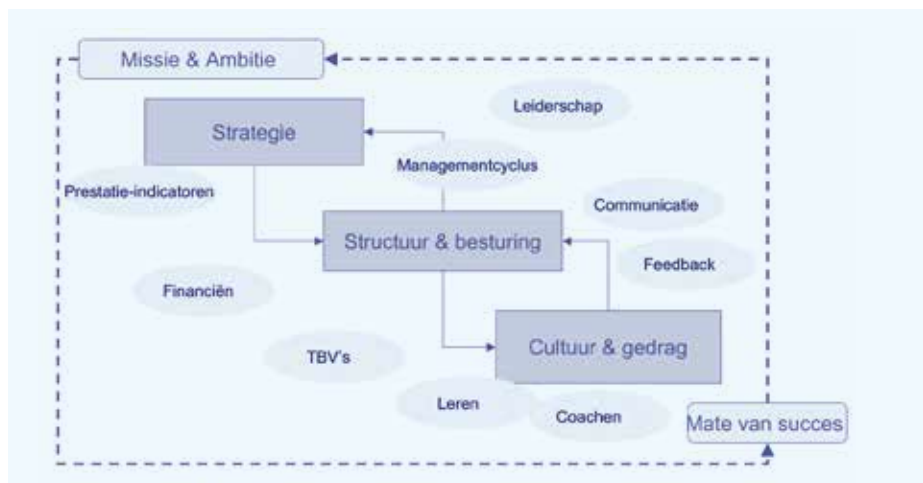 Missie & Ambitie
Leiderschap
Strategie
Managementcyclus
Prestatie-indicatoren
Communicatie
Structuur & besturing
Feedback
Financiën
Cultuur & gedrag
TBV's
Leren
Coachen
Mate van succes